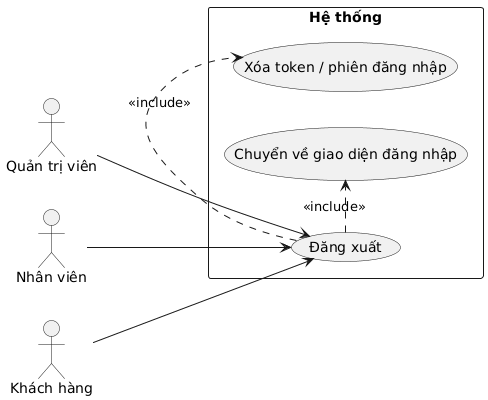 Hệ thống
Xóa token / phiên đăng nhập
«include»
Quản trị viên
Chuyển về giao diện đăng nhập
«include»
Đăng xuất
Nhân viên
Khách hàng